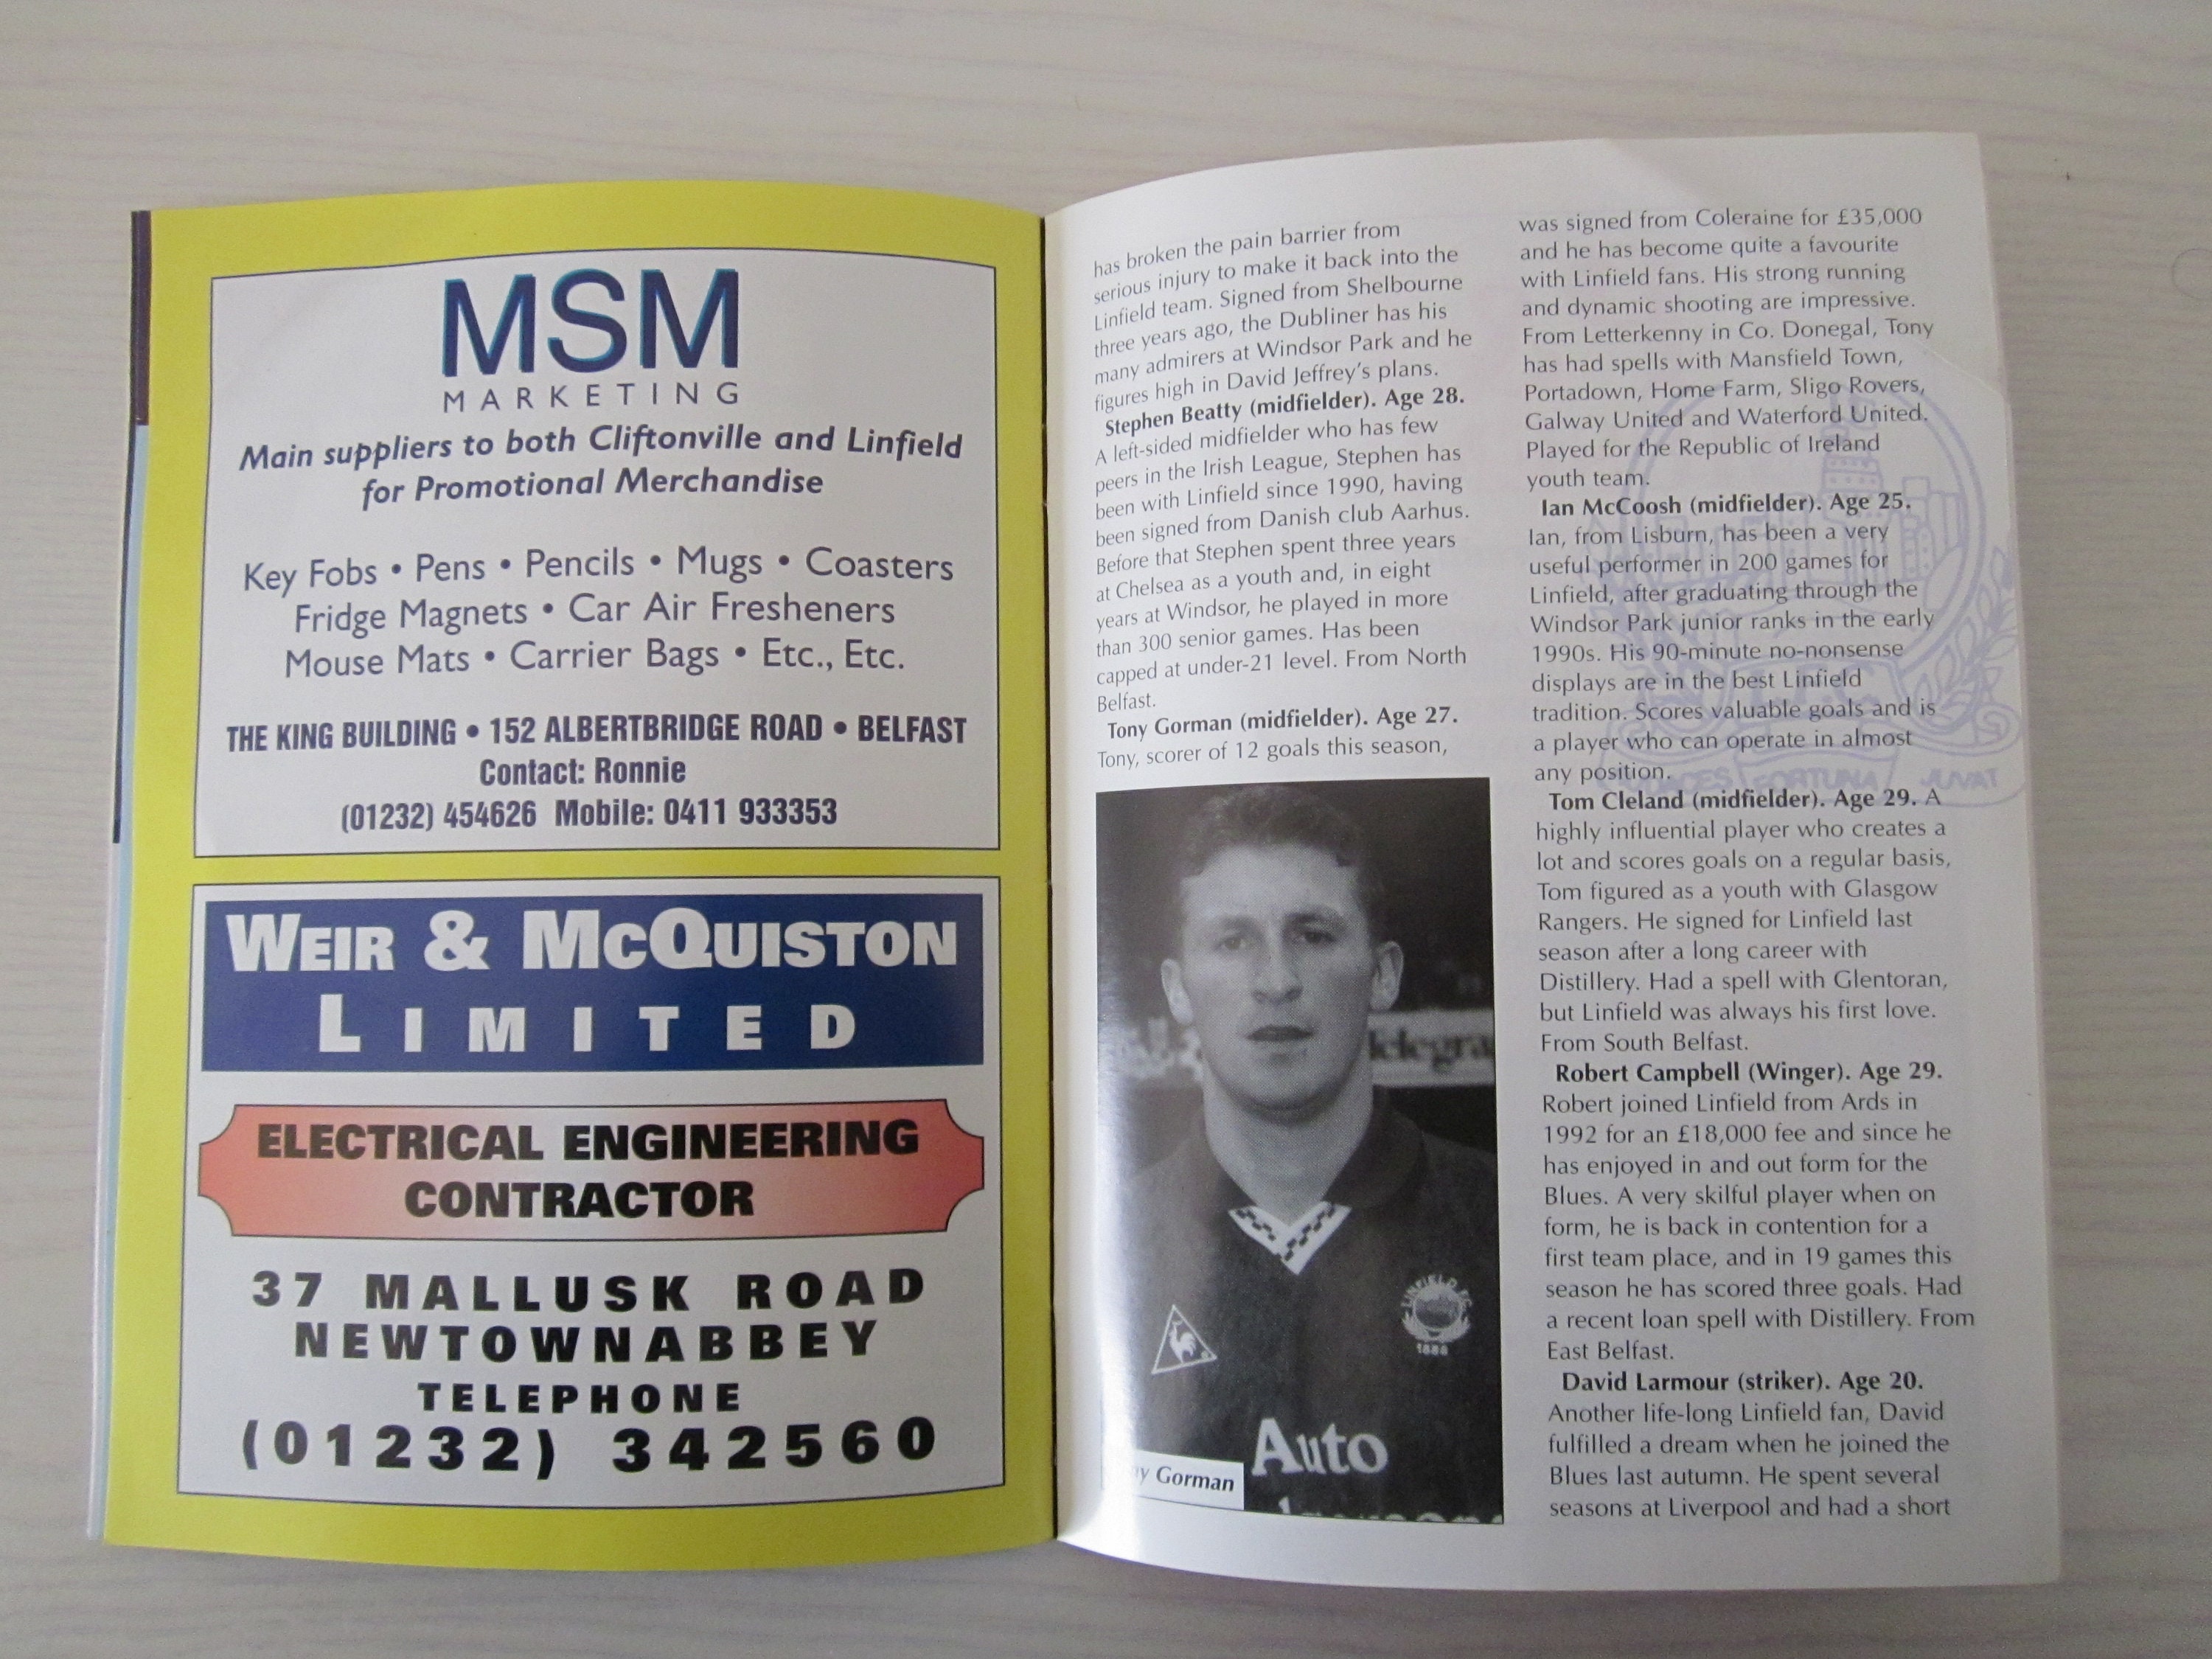 MSM
MARKETING
Main suppliers to both Cliftonville and Linfield
for Promotional Merchandise
Key Fobs • Pens • Pencils • Mugs • Coasters
Fridge Magnets • Car Air Fresheners
Mouse Mats • Carrier Bags • Etc., Etc.
THE KING BUILDING • 152 ALBERTBRIDGE ROAD • BELFAST
Contact: Ronnie
(01232) 454626 Mobile: 0411 933353
WEIR & MCQUISTON
LIMITED
ELECTRICAL ENGINEERING
CONTRACTOR
37 MALLUSK ROAD
NEWTOWNABBEY
TELEPHONE
(01232) 342560
has broken the pain barrier from
serious injury to make it back into the
Linfield team. Signed from Shelbourne
three years ago, the Dubliner has his
many admirers at Windsor Park and he
figures high in David Jeffrey's plans.
Stephen Beatty (midfielder). Age 28.
A left-sided midfielder who has few
peers in the Irish League, Stephen has
been with Linfield since 1990, having
been signed from Danish club Aarhus.
Before that Stephen spent three years
at Chelsea as a youth and, in eight
years at Windsor, he played in more
than 300 senior games. Has been
capped at under-21 level. From North
Belfast.
Tony Gorman (midfielder). Age 27.
Tony, scorer of 12 goals this season,
LINFIELD FC
1886
Auto
y Gorman
was signed from Coleraine for £35,000
and he has become quite a favourite
with Linfield fans. His strong running
and dynamic shooting are impressive.
From Letterkenny in Co. Donegal, Tony
has had spells with Mansfield Town,
Portadown, Home Farm, Sligo Rovers,
Galway United and Waterford United.
Played for the Republic of Ireland
youth team.
Ian McCoosh (midfielder). Age 25.
Ian, from Lisburn, has been a very
useful performer in 200 games for
Linfield, after graduating through the
Windsor Park junior ranks in the early
1990s. His 90-minute no-nonsense
displays are in the best Linfield
tradition. Scores valuable goals and is
a player who can operate in almost
any position.
FORTUNA JUVAT
Tom Cleland (midfielder). Age 29. A
highly influential player who creates a
lot and scores goals on a regular basis,
Tom figured as a youth with Glasgow
Rangers. He signed for Linfield last
season after a long career with
Distillery. Had a spell with Glentoran,
but Linfield was always his first love.
From South Belfast.
Robert Campbell (Winger). Age 29.
Robert joined Linfield from Ards in
1992 for an £18,000 fee and since he
has enjoyed in and out form for the
Blues. A very skilful player when on
form, he is back in contention for a
first team place, and in 19 games this
season he has scored three goals. Had
a recent loan spell with Distillery. From
East Belfast.
David Larmour (striker). Age 20.
Another life-long Linfield fan, David
fulfilled a dream when he joined the
Blues last autumn. He spent several
seasons at Liverpool and had a short